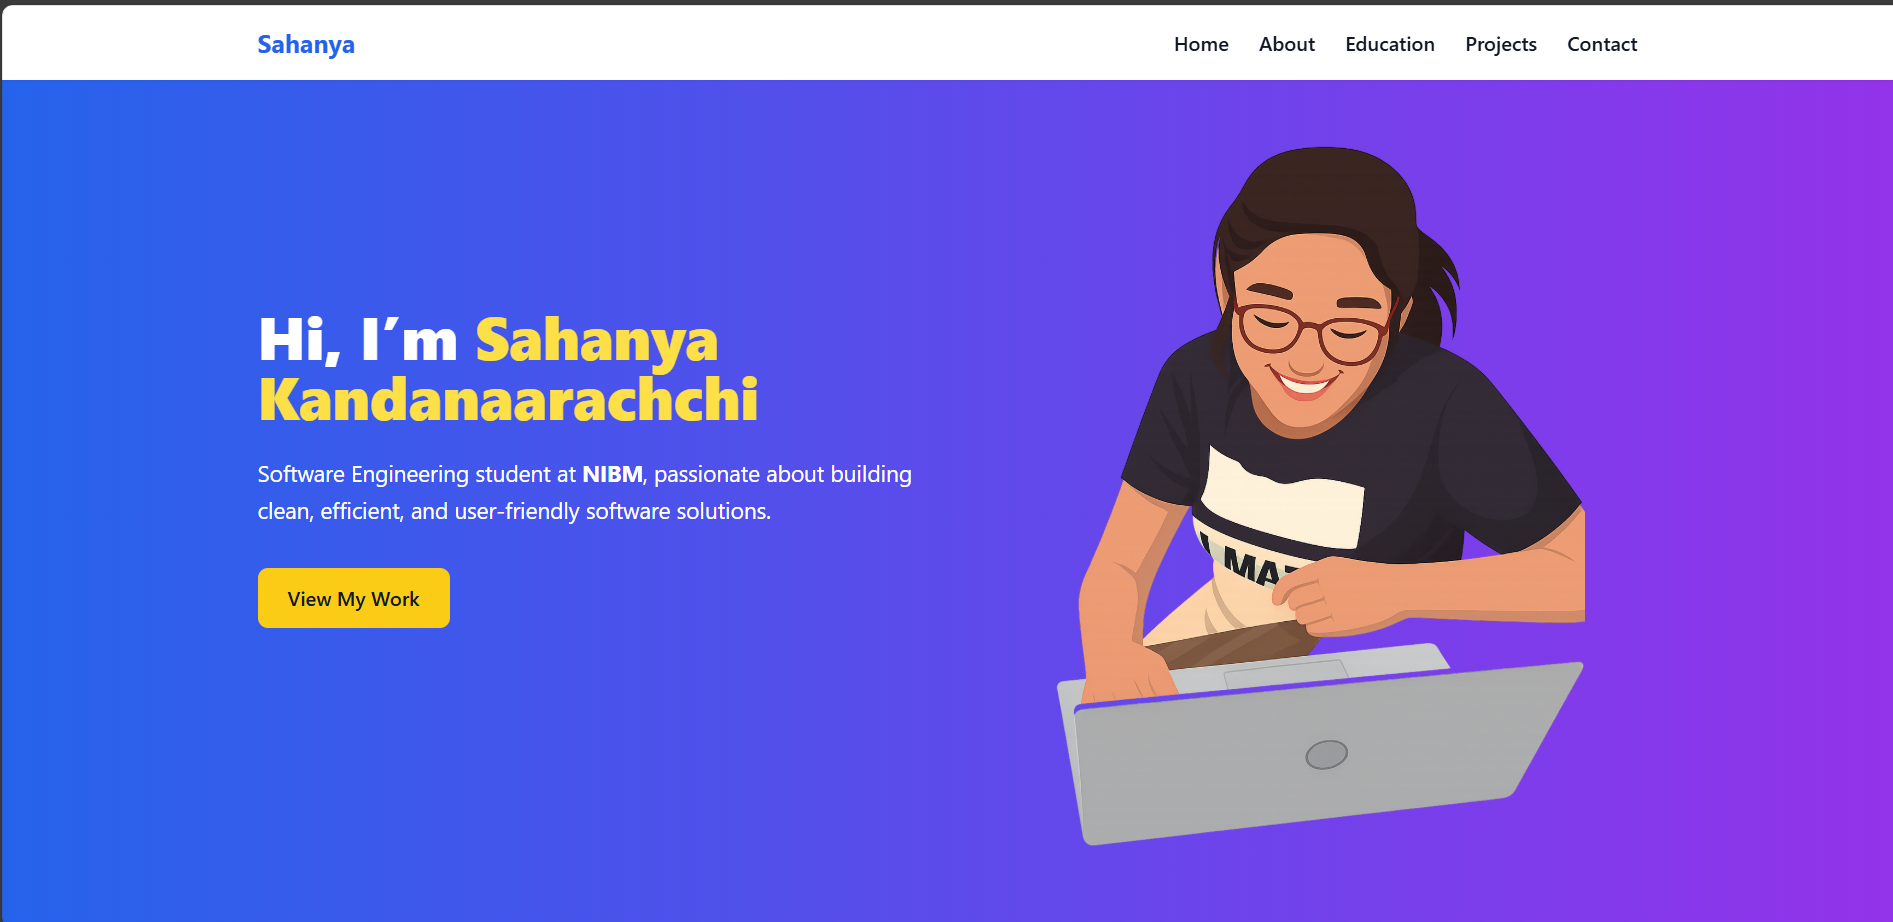 Sahanya
Home About Education Projects Contact
Hi, I’m Sahanya
Kandanaarachchi
Software Engineering student at NIBM, passionate about building
clean, efficient, and user-friendly software solutions.
View My Work